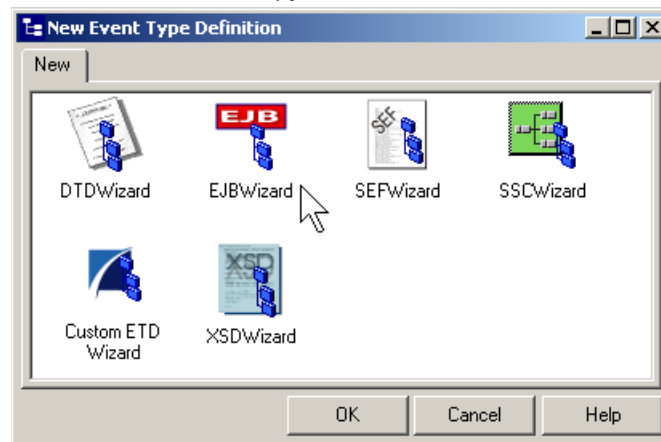 New Event Type Definition
New
EJB
SEF
DTDWizard EJBWizard SEFWizard SSCWizard
XSD
Custom ETD Wizard XSDWizard
OK Cancel Help